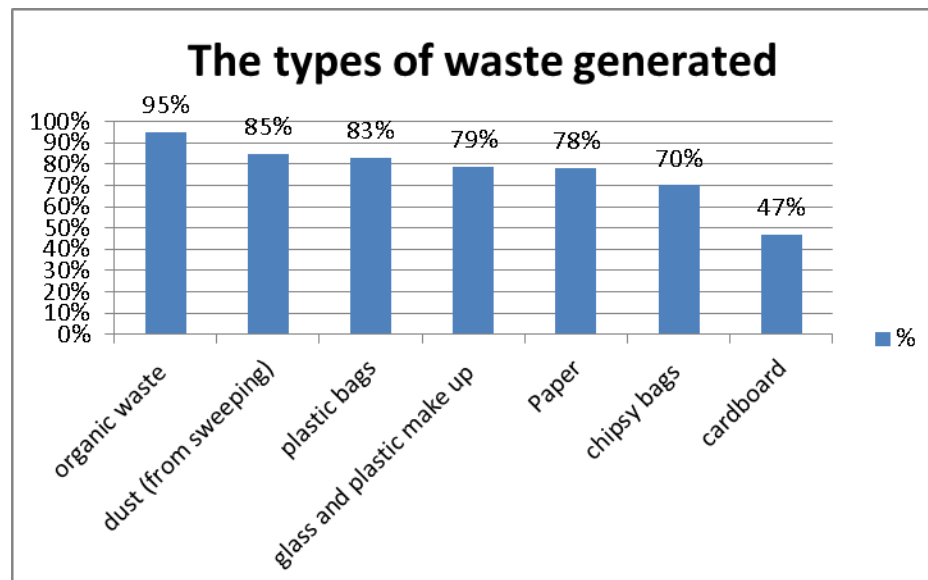 The types of waste generated
95%
85%
83%
79%
78%
70%
47%
100%
90%
80%
70%
60%
50%
40%
30%
20%
10%
0%
organic waste
dust (from sweeping)
plastic bags
glass and plastic make up
Paper
chipsy bags
cardboard
%